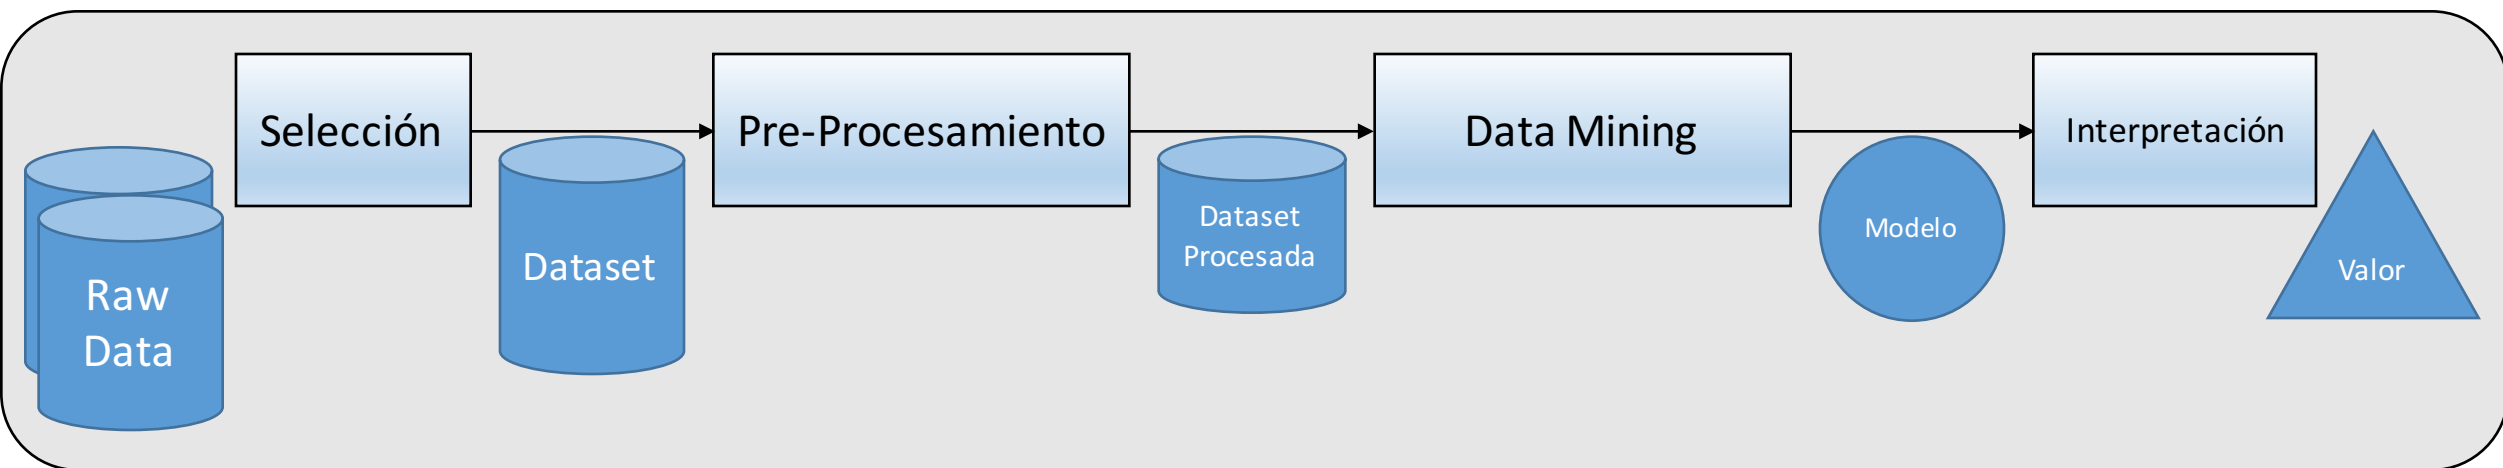 Selección
Pre-Procesamiento
Data Mining
Interpretación
Raw
Data
Dataset
Dataset
Procesada
Modelo
Valor